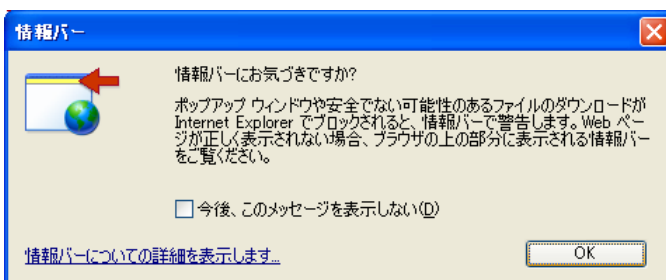 情報バー
情報バーにお気づきですか?
ポップアップ ウィンドウや安全でない可能性のあるファイルのダウンロードが
Internet Explorer でブロックされると、情報バーで警告します。Web ペー
ジが正しく表示されない場合、ブラウザの上の部分に表示される情報バー
をご覧ください。
今後、このメッセージを表示しない(D)
情報バーについての詳細を表示します...
OK